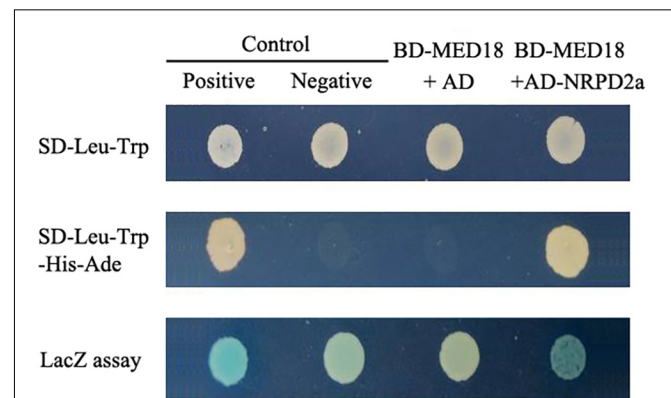 Control
BD-MED18 BD-MED18
Positive Negative + AD +AD-NRPD2a
SD-Leu-Trp
SD-Leu-Trp
-His-Ade
LacZ assay